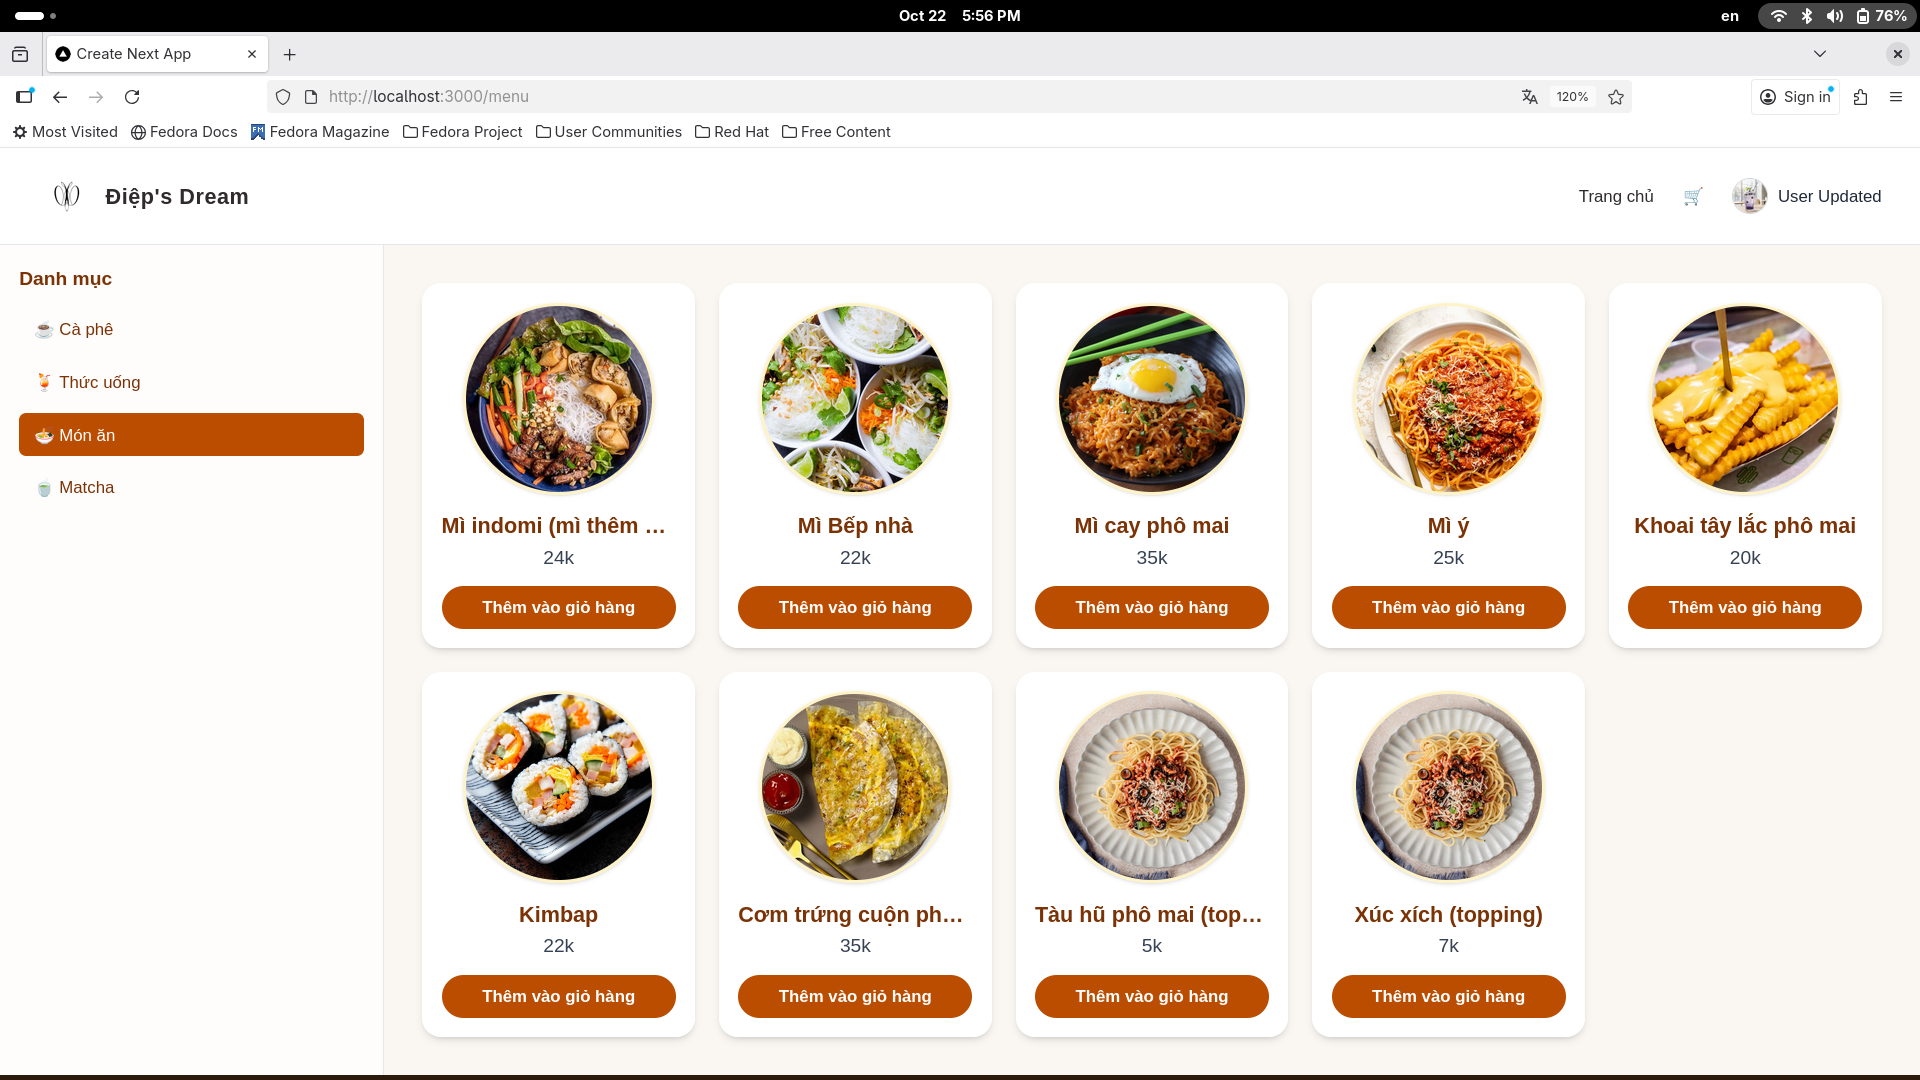 Oct 22 5:56 PM
en
76%
Create Next App
http://localhost:3000/menu
120%
Sign in
Most Visited
Fedora Docs
Fedora Magazine
Fedora Project
User Communities
Red Hat
Free Content
Điệp's Dream
Trang chủ
User Updated
Danh mục
Cà phê
Thức uống
Món ăn
Matcha
Mì indomi (mì thêm ...
24k
Thêm vào giỏ hàng
Mì Bếp nhà
22k
Thêm vào giỏ hàng
Mì cay phô mai
35k
Thêm vào giỏ hàng
Mì ý
25k
Thêm vào giỏ hàng
Khoai tây lắc phô mai
20k
Thêm vào giỏ hàng
Kimbap
22k
Thêm vào giỏ hàng
Cơm trứng cuộn ph...
35k
Thêm vào giỏ hàng
Tàu hũ phô mai (top...
5k
Thêm vào giỏ hàng
Xúc xích (topping)
7k
Thêm vào giỏ hàng